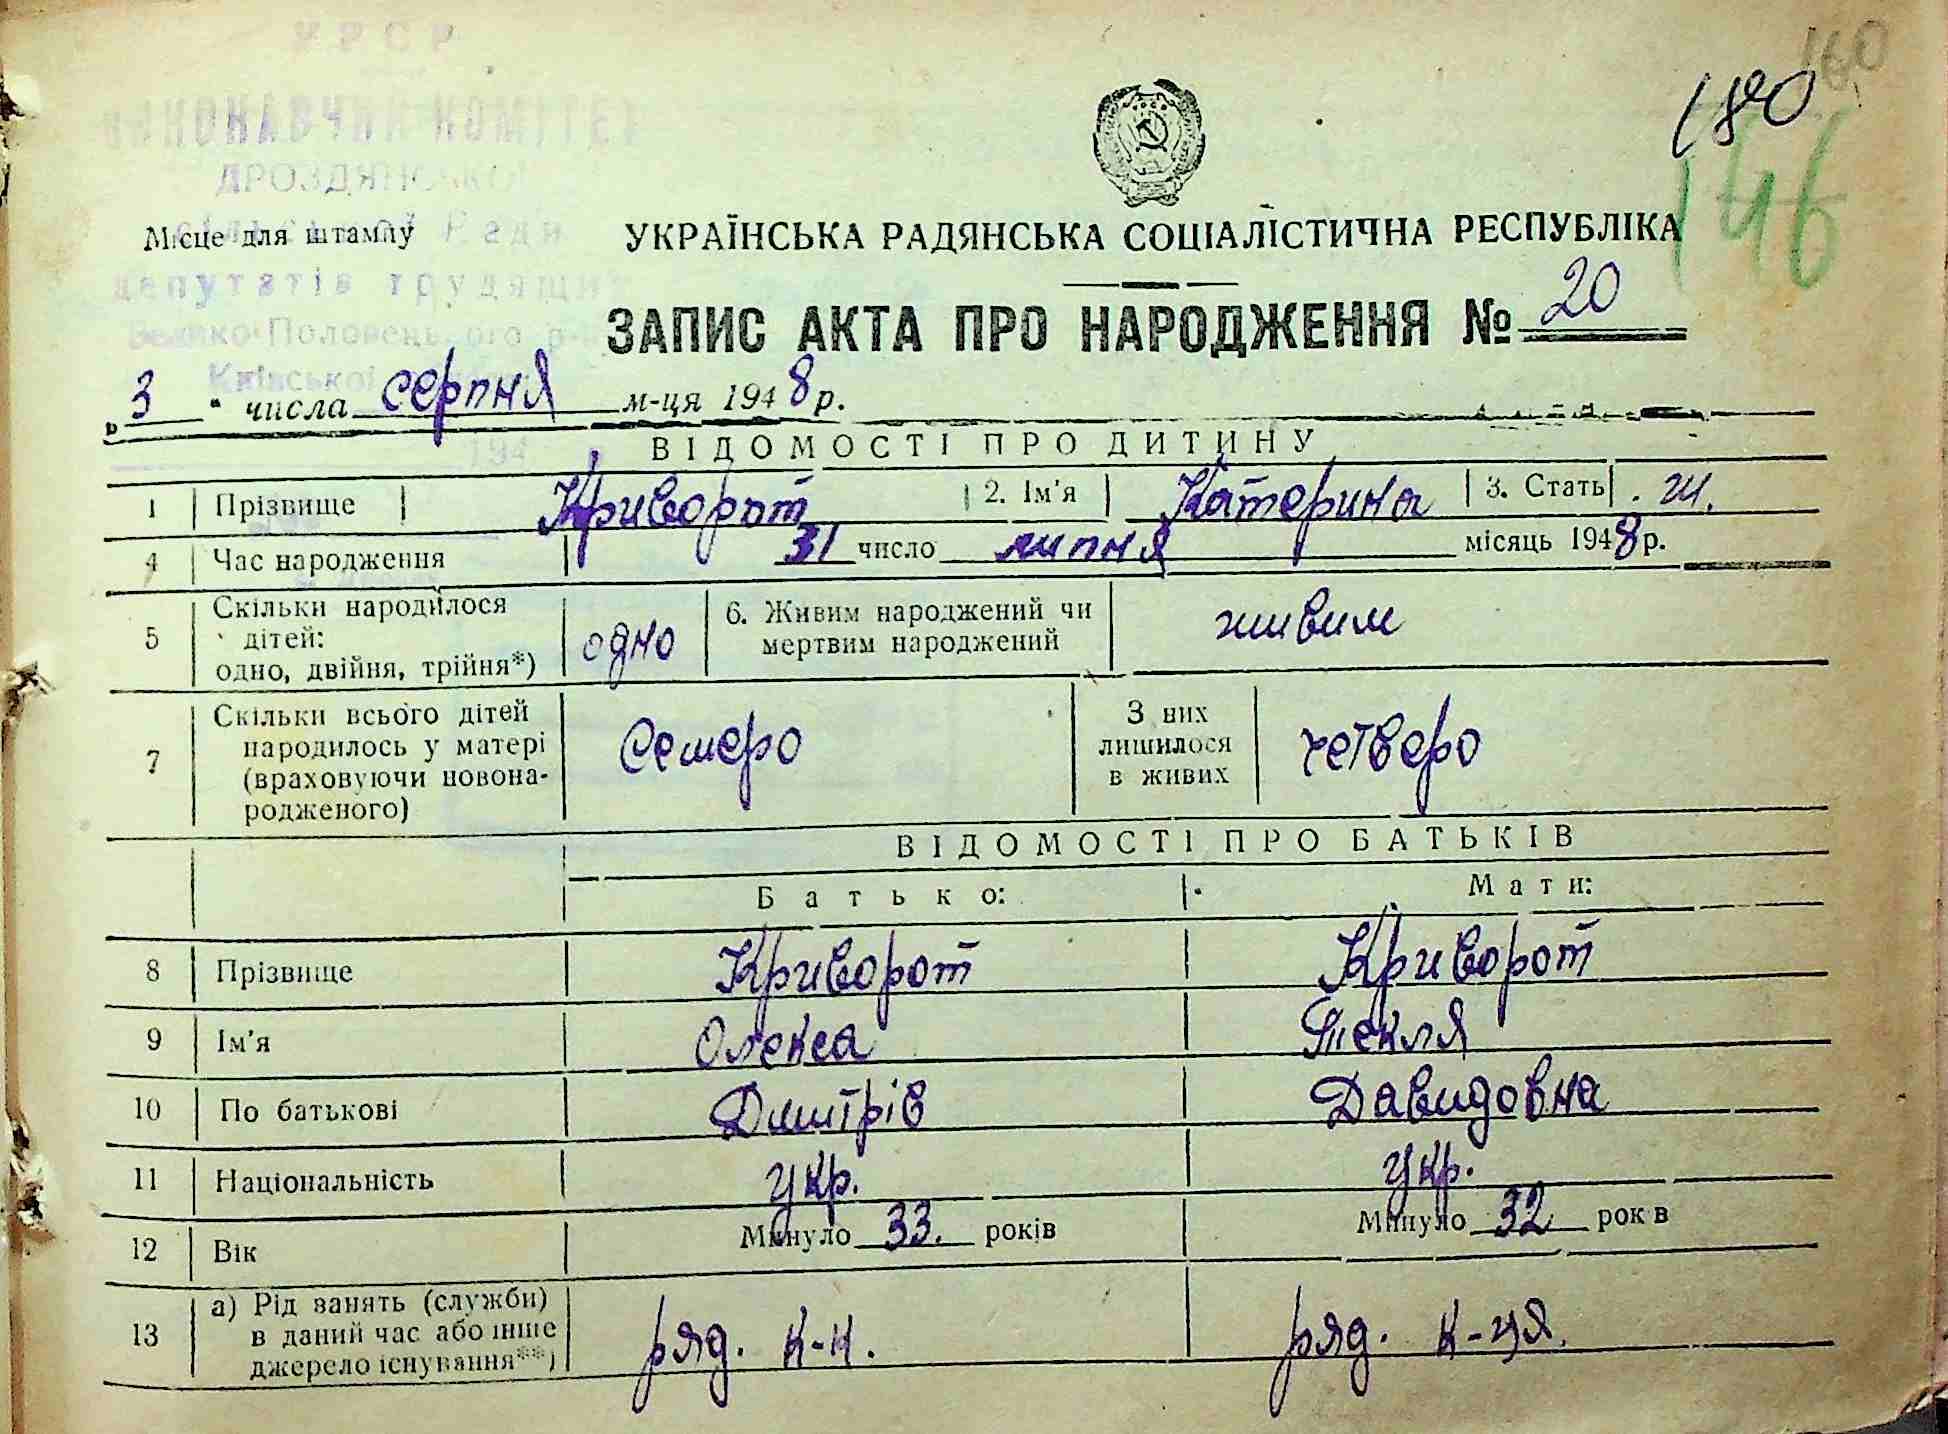 УРСР
160
ВИКОНАВЧИЙ КОМІТЕТ
180
ДРОЗДЯНСЬКОЇ
146
сільської Ради
Місце для штампу
УКРАЇНСЬКА РАДЯНСЬКА СОЦІАЛІСТИЧНА РЕСПУБЛІКА
депутатів трудящих
Велико-Половецького р-
ЗАПИС АКТА ПРО НАРОДЖЕННЯ № 20
Київської
„ 3 " числа серпня м-ця 1948 р.
194
ВІДОМОСТІ ПРО ДИТИНУ
1 Прізвище Криворот 2. Ім'я Катерина 3. Стать ж.
4 Час народження 31 число липня місяць 1948 р.
5 Скільки народилося дітей: одно, двійня, трійня*) одно 6. Живим народжений чи мертвим народжений живим
7 Скільки всього дітей народилось у матері (враховуючи новонародженого) Семеро З них лишилося в живих четверо
ВІДОМОСТІ ПРО БАТЬКІВ
Батько: Мати:
8 Прізвище Криворот Криворот
9 Ім'я Олекса Текля
10 По батькові Дмитрів Давидовна
11 Національність укр. укр.
12 Вік Минуло 33. років Минуло 32 років
13 а) Рід занять (служби) в даний час або інше джерело існування**) ряд. к-к. ряд. к-ця.